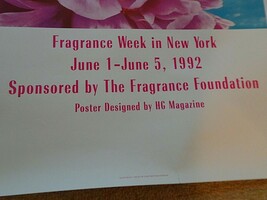 Fragrance Week in New York
June 1-June 5, 1992
Sponsored by The Fragrance Foundation
Poster Designed by HG Magazine